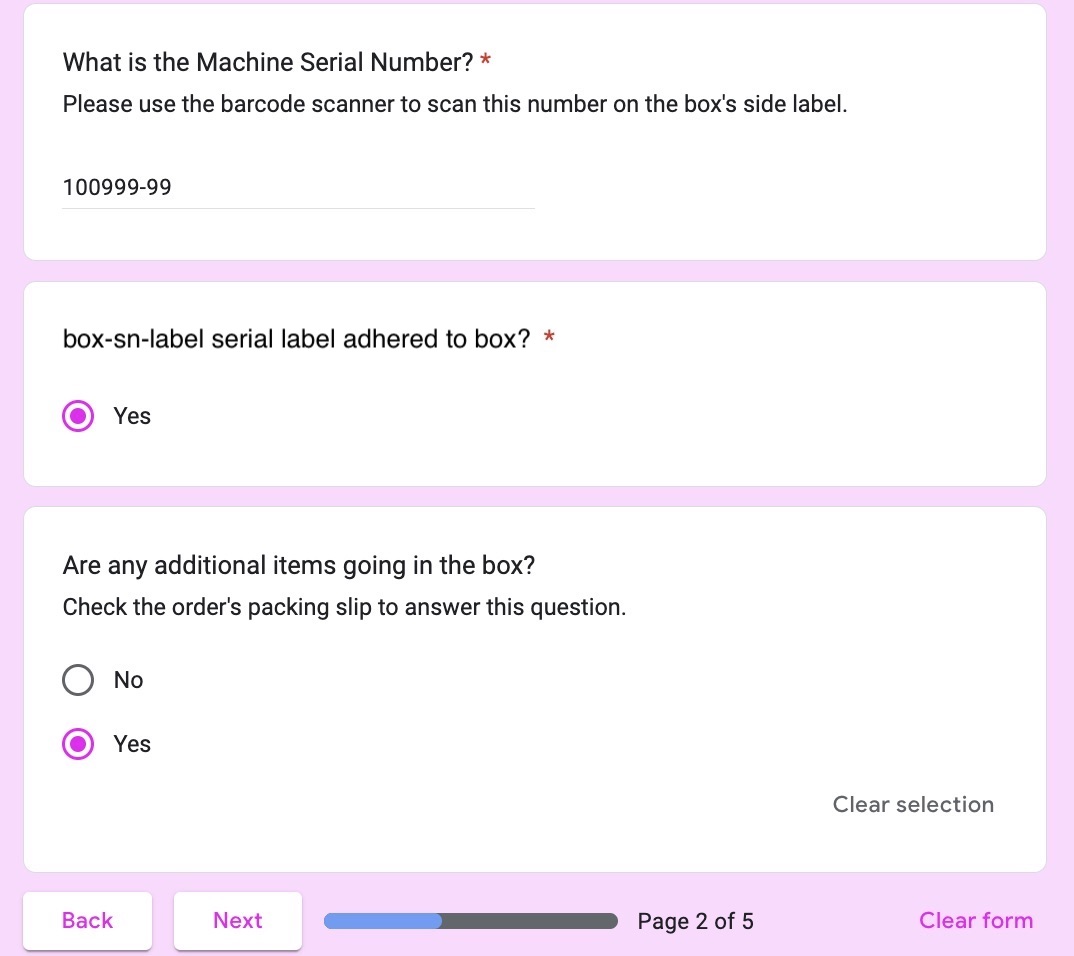 What is the Machine Serial Number? *
Please use the barcode scanner to scan this number on the box's side label.
100999-99
box-sn-label serial label adhered to box? *
Yes
Are any additional items going in the box?
Check the order's packing slip to answer this question.
No
Yes
Clear selection
Back Next Page 2 of 5 Clear form